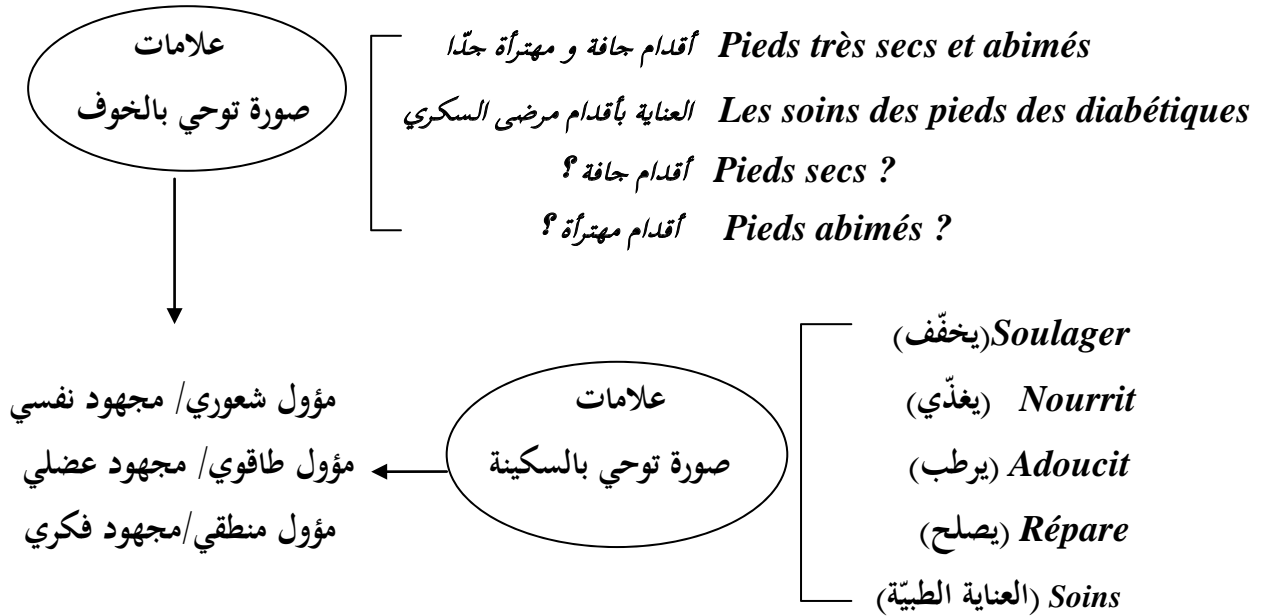 علامات
صورة توحي بالخوف
أقدام جافة و مهترأة جدّا Pieds très secs et abimés
العناية بأقدام مرضى السكري Les soins des pieds des diabétiques
أقدام جافة ؟ Pieds secs ?
أقدام مهترأة ؟ Pieds abimés ?
Soulager(يخفّف)
Nourrit (يغذّي)
Adoucit (يرطب)
Répare (يصلح)
Soins (العناية الطبيّة)
علامات
صورة توحي بالسكينة
مؤول شعوري/ مجهود نفسي
مؤول طاقوي/ مجهود عضلي
مؤول منطقي/مجهود فكري